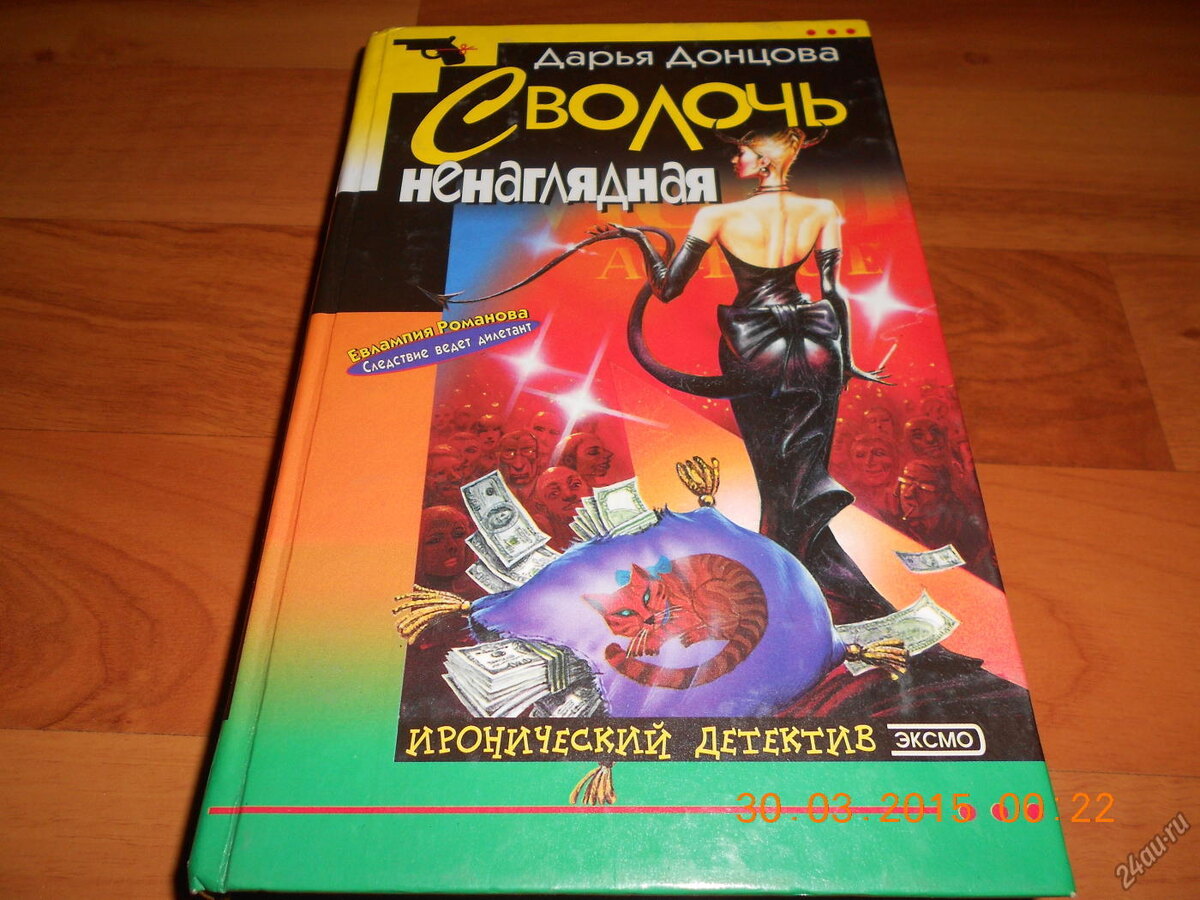 Дарья Донцова
Сволочь
ненаглядная
Евлампия Романова
Следствие ведет дилетант
ИРОНИЧЕСКИЙ ДЕТЕКТИВ
ЭКСМО
30.03.2015 00:22
24au.ru